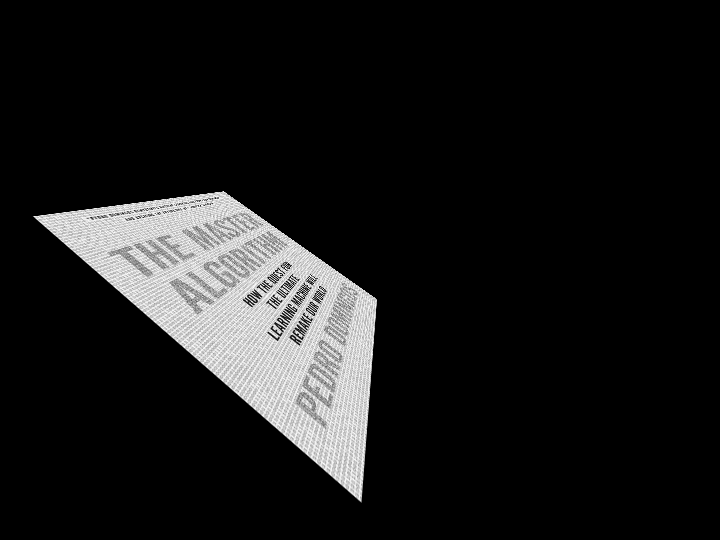 THE MASTER
ALGORITHM
HOW THE QUEST FOR
THE ULTIMATE
LEARNING MACHINE WILL
REMAKE OUR WORLD
PEDRO DOMINGOS